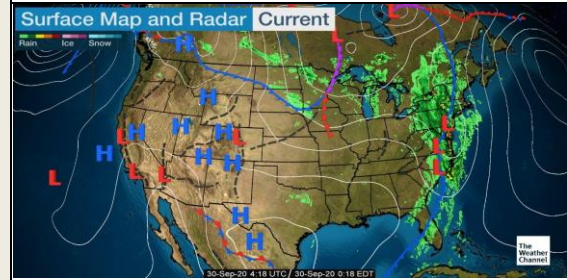 Surface Map and Radar Current
Rain Ice Snow
H
L
L
H
H
H
L
H
H
L
H
L
H
H
L
L
L
L
L
H
H
30-Sep-20 4:18 UTC / 30-Sep-20 0:18 EDT
The
Weather
Channel